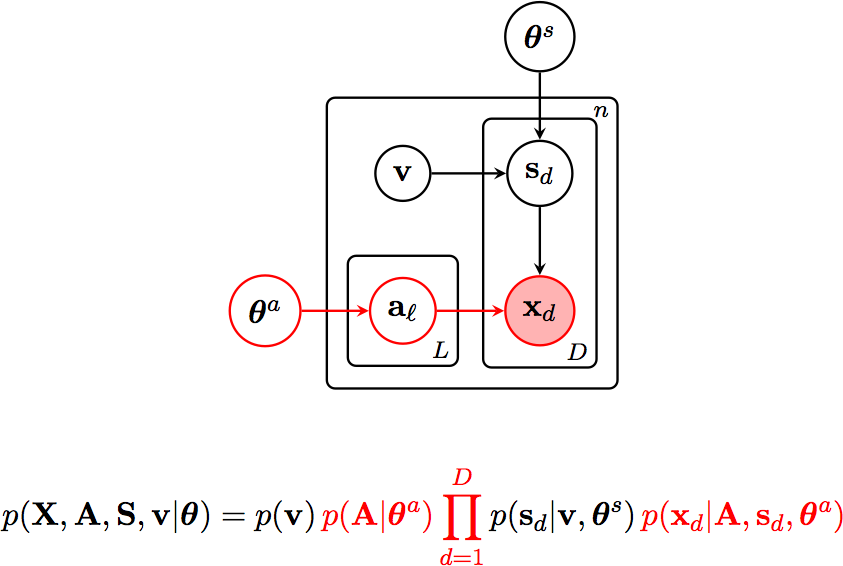 θ^s
n
v
s_d
θ^a
a_ℓ
x_d
L
D
p(X, A, S, v|θ) = p(v) p(A|θ^a) ∏_{d=1}^{D} p(s_d|v, θ^s) p(x_d|A, s_d, θ^a)